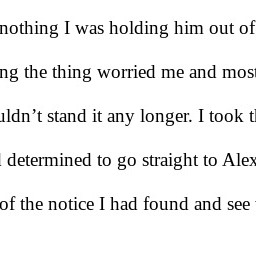 nothing I was holding him out of
ng the thing worried me and most
uldn’t stand it any longer. I took t
determined to go straight to Alex
of the notice I had found and see